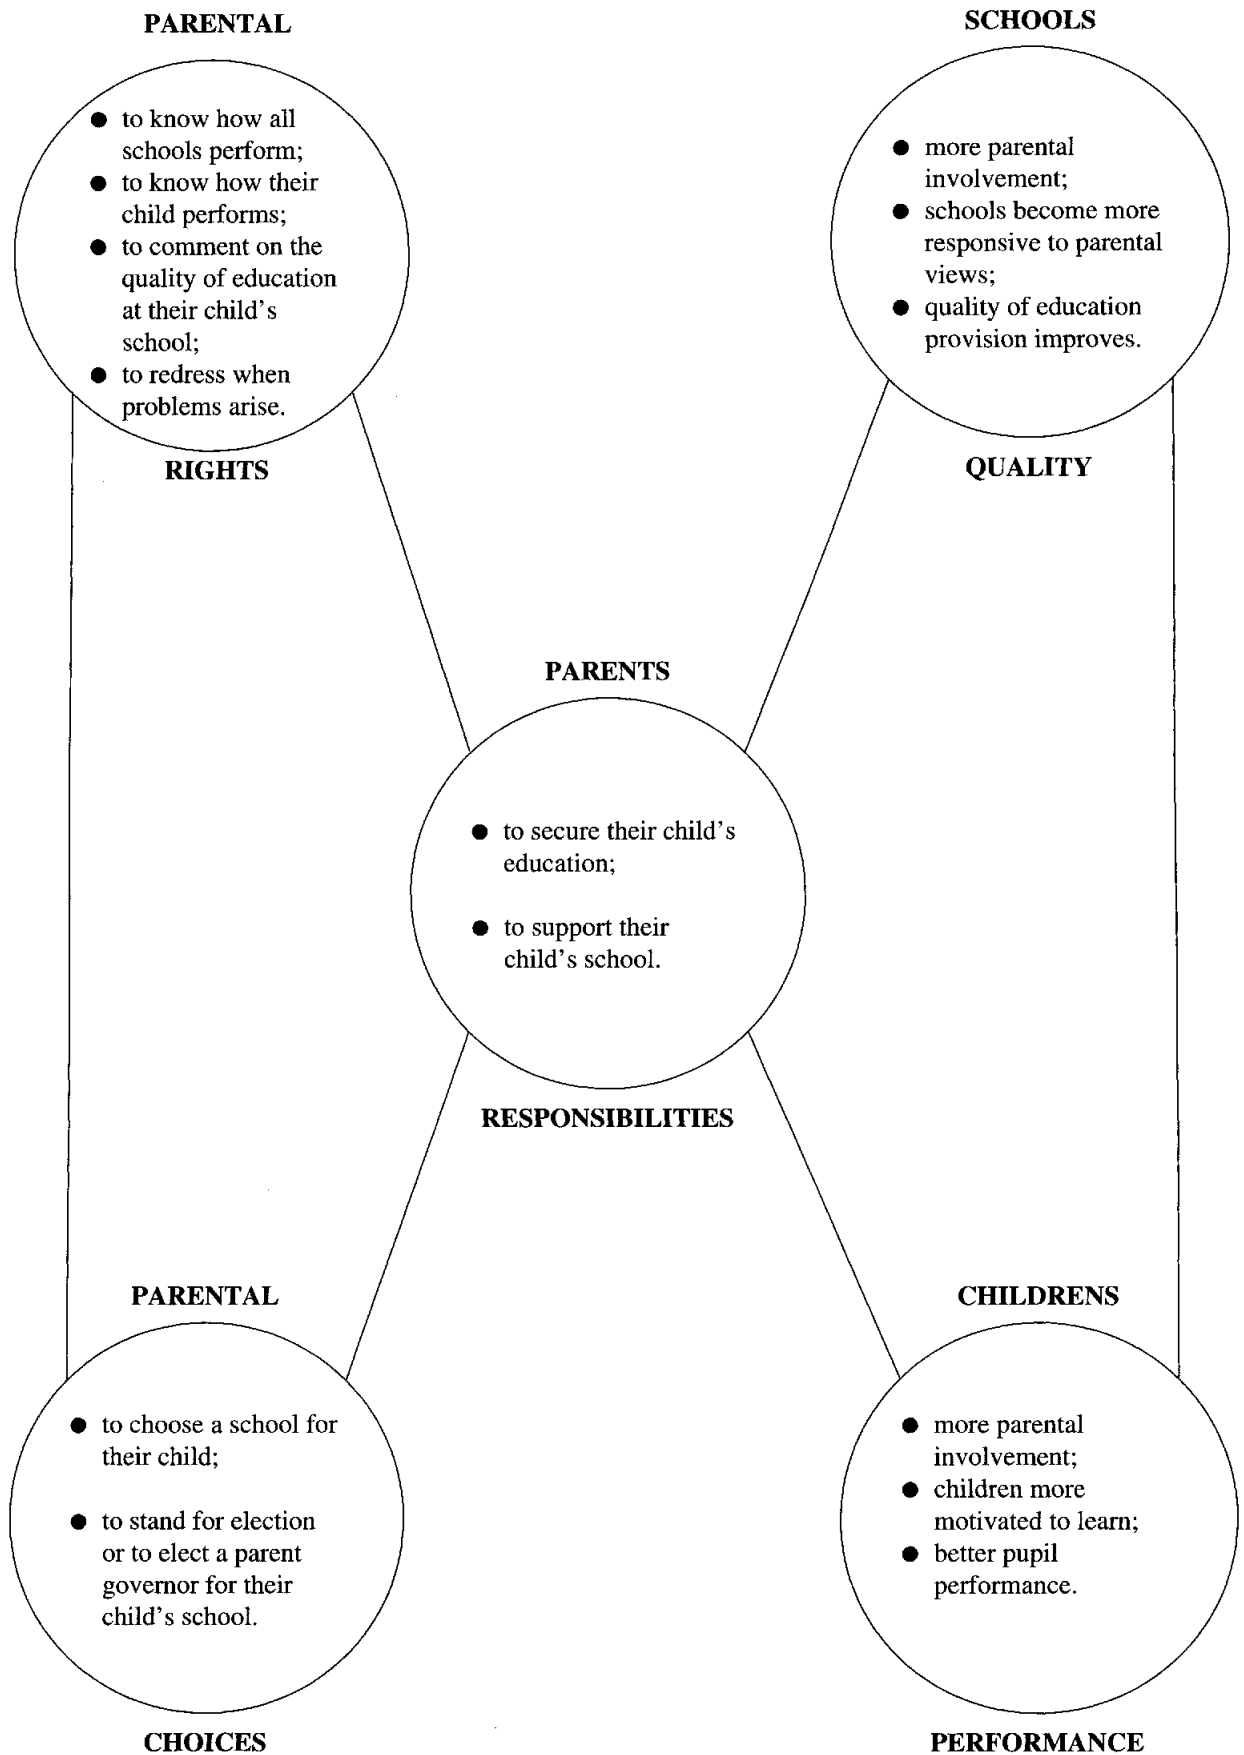 PARENTAL
● to know how all
schools perform;
● to know how their
child performs;
● to comment on the
quality of education
at their child's
school;
● to redress when
problems arise.
RIGHTS
SCHOOLS
● more parental
involvement;
● schools become more
responsive to parental
views;
● quality of education
provision improves.
QUALITY
PARENTS
● to secure their child's
education;
● to support their
child's school.
RESPONSIBILITIES
PARENTAL
● to choose a school for
their child;
● to stand for election
or to elect a parent
governor for their
child's school.
CHOICES
CHILDRENS
● more parental
involvement;
● children more
motivated to learn;
● better pupil
performance.
PERFORMANCE